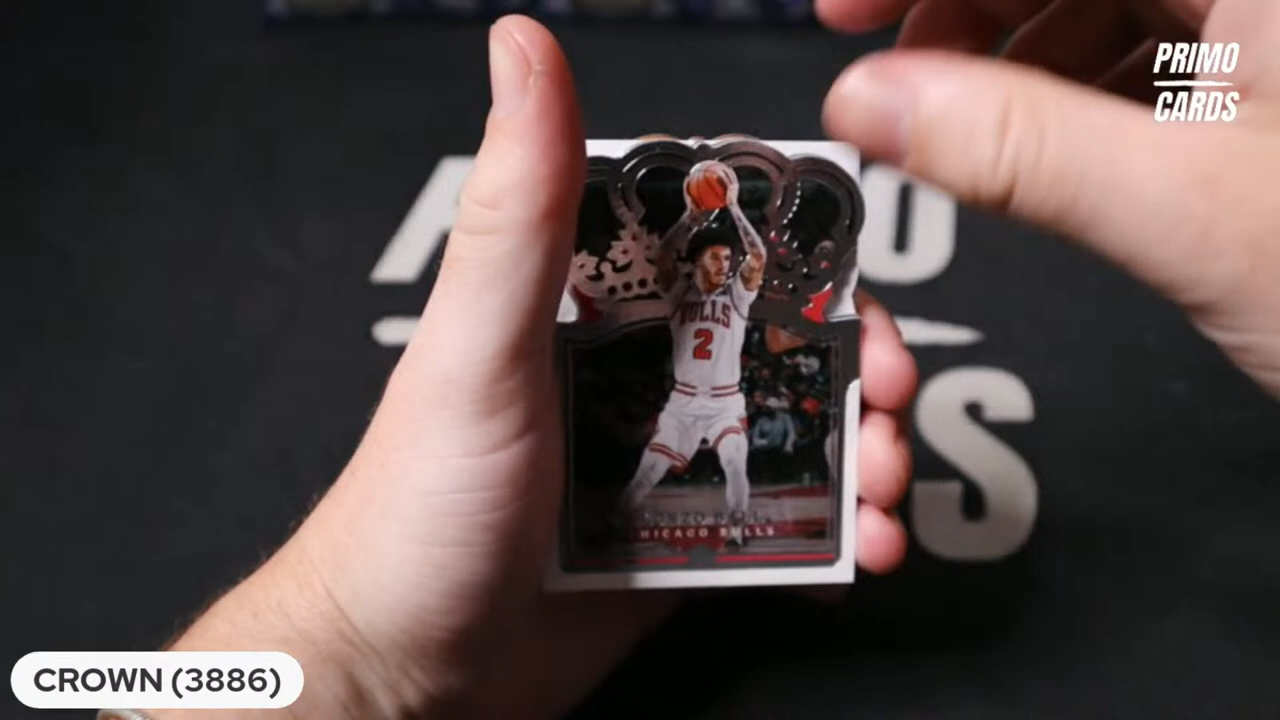 PRIMO
CARDS
BULLS
2
CHICAGO BULLS
S
CROWN (3886)